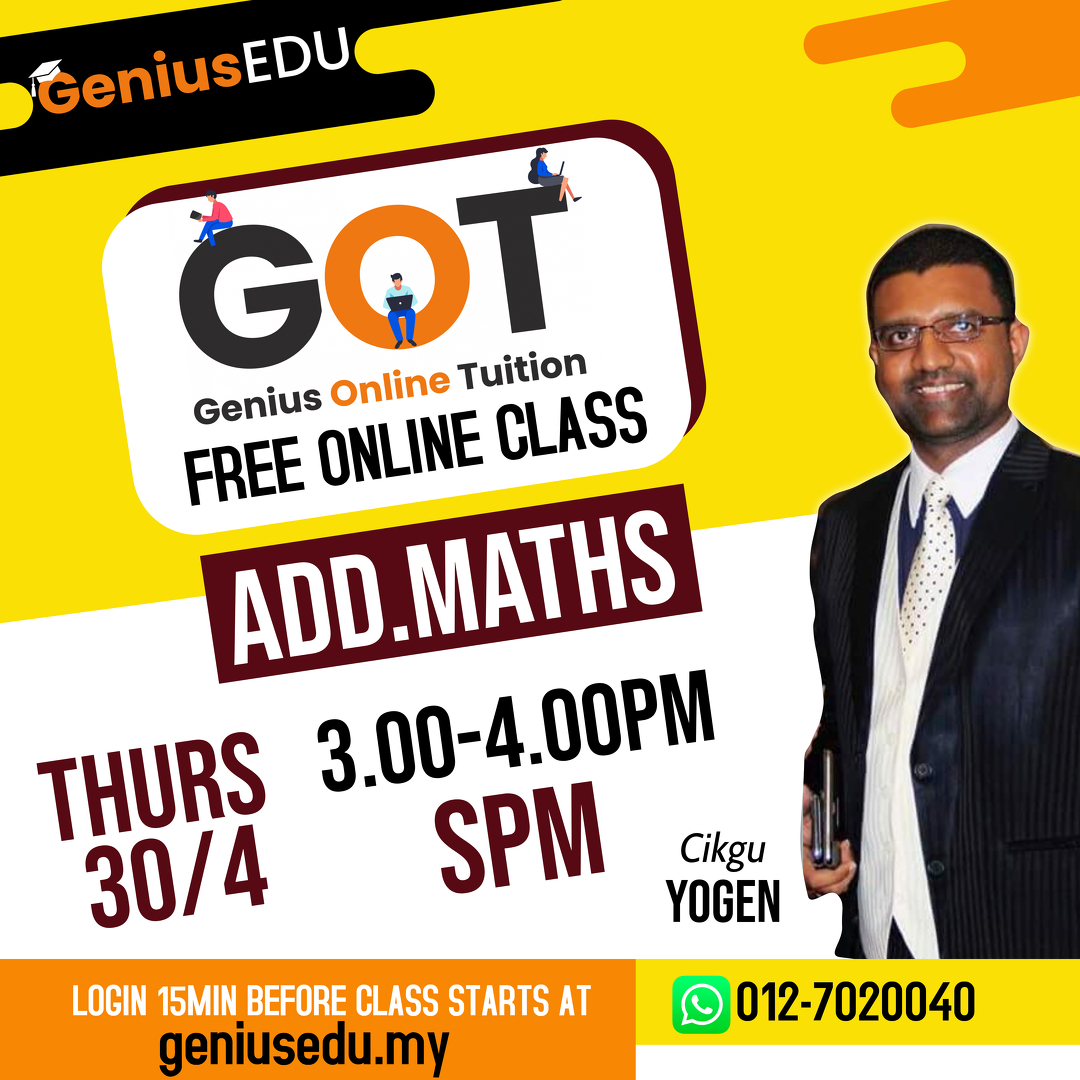 GeniusEDU
GOT
Genius Online Tuition
FREE ONLINE CLASS
ADD.MATHS
THURS
30/4
3.00-4.00PM
SPM
Cikgu
YOGEN
LOGIN 15MIN BEFORE CLASS STARTS AT
geniusedu.my
012-7020040